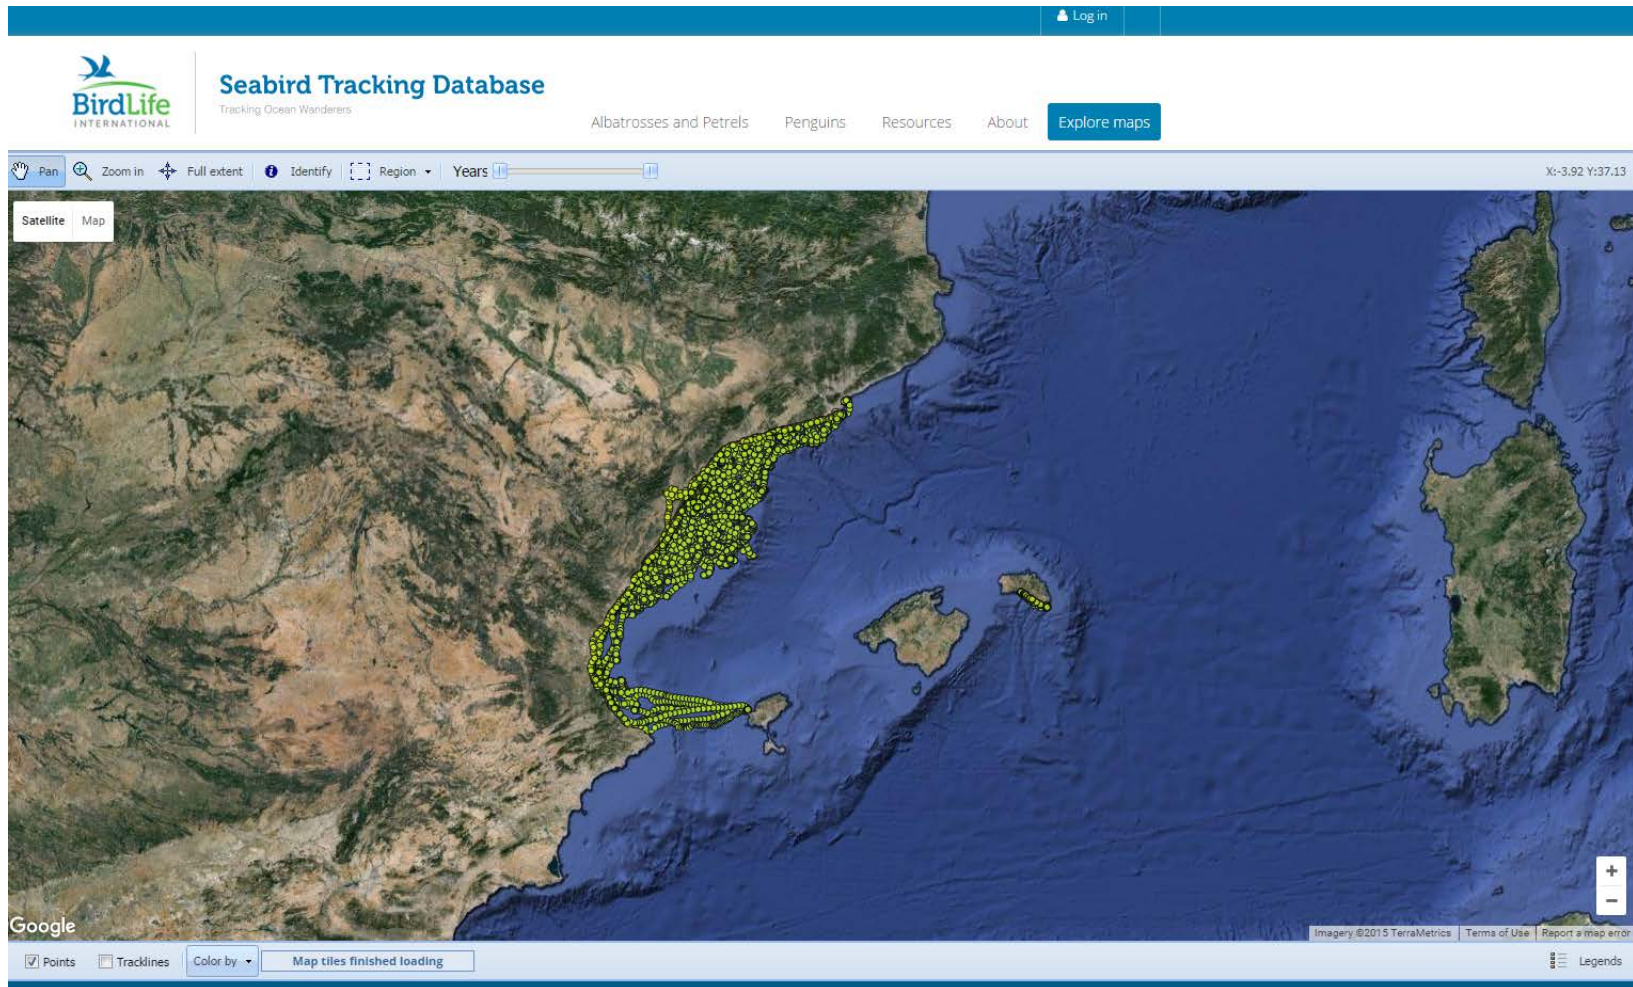 Log in
BirdLife
INTERNATIONAL
Seabird Tracking Database
Tracking Ocean Wanderers
Albatrosses and Petrels Penguins Resources About Explore maps
Pan Zoom in Full extent Identify Region Years X:-3.92 Y:37.13
Satellite Map
+
−
Google
Imagery ©2015 TerraMetrics Terms of Use Report a map error
Points Tracklines Color by Map tiles finished loading Legends